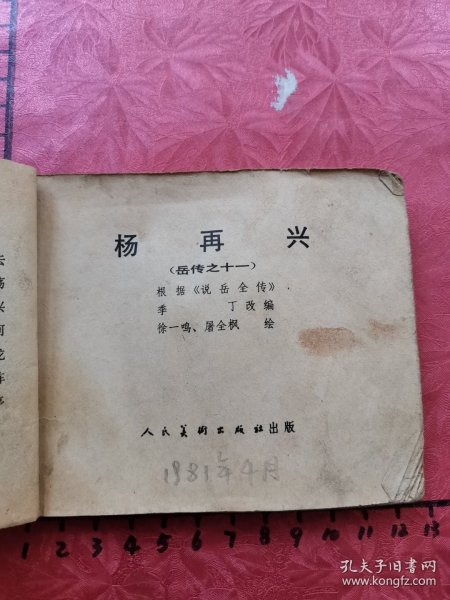 杨再兴
（岳传之十一）
根据《说岳全传》
季丁改编
徐一鸣、屠全枫 绘
人民美术出版社出版
1981年4月
1 2 3 4 5 6 7 8 9 10 11 12 13
孔夫子旧书网
www.kongfz.com